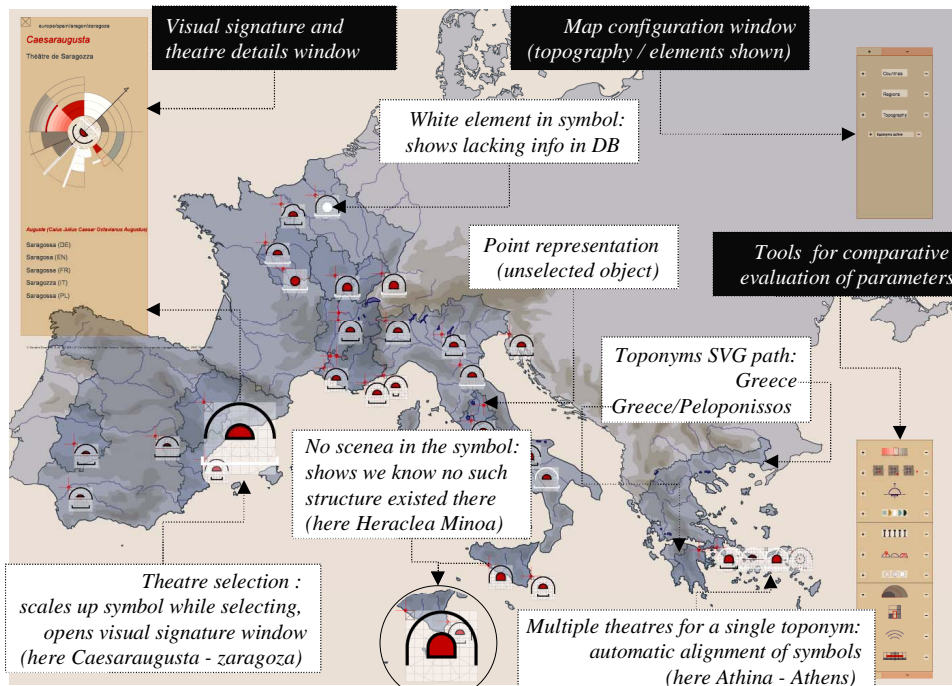 europe/spain/aragon/saragoza
Caesaraugusta
Théâtre de Saragozza
Auguste (Caius Julius Caesar Octavianus Augustus)
Saragossa (DE)
Saragosa (EN)
Saragosse (FR)
Saragozza (IT)
Saragossa (PL)
Visual signature and
theatre details window
Map configuration window
(topography / elements shown)
Countries
Regions
Topography
White element in symbol:
shows lacking info in DB
Point representation
(unselected object)
Tools for comparative
evaluation of parameters
Toponyms SVG path:
Greece
Greece/Peloponissos
No scenea in the symbol:
shows we know no such
structure existed there
(here Heraclea Minoa)
Theatre selection :
scales up symbol while selecting,
opens visual signature window
(here Caesaraugusta - zaragoza)
Multiple theatres for a single toponym:
automatic alignment of symbols
(here Athina - Athens)